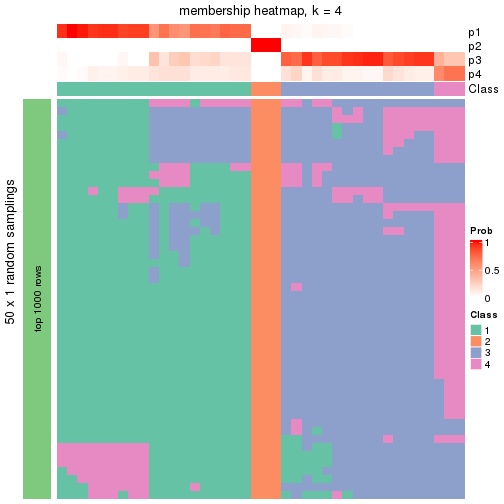 membership heatmap, k = 4
p1
p2
p3
p4
Class
50 x 1 random samplings
top 1000 rows
Prob
1
0.5
0
Class
1
2
3
4